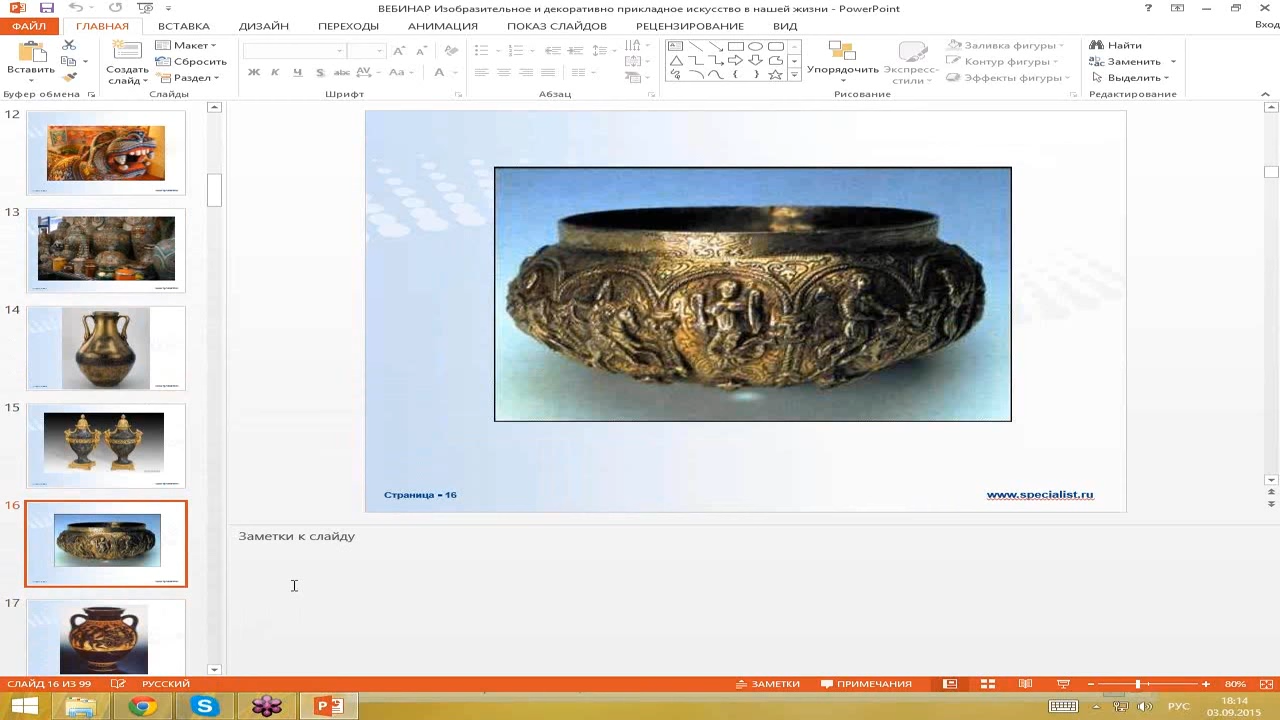 ВЕБИНАР Изобразительное и декоративно прикладное искусство в нашей жизни - PowerPoint
?
Вход
ФАЙЛ ГЛАВНАЯ ВСТАВКА ДИЗАЙН ПЕРЕХОДЫ АНИМАЦИЯ ПОКАЗ СЛАЙДОВ РЕЦЕНЗИРОВАНИЕ ВИД
Вставить
Создать слайд
Макет
Сбросить
Раздел
Ж К Ч S abc AV Aa А
Упорядочить
Экспресс-стили
Заливка фигуры
Контур фигуры
Эффекты фигуры
Найти
Заменить
Выделить
Буфер обмена Слайды Шрифт Абзац Рисование Редактирование
12
13
14
15
16
17
Страница - 16
www.specialist.ru
Заметки к слайду
СЛАЙД 16 ИЗ 99 РУССКИЙ ЗАМЕТКИ ПРИМЕЧАНИЯ 80%
РУС
18:14
03.09.2015